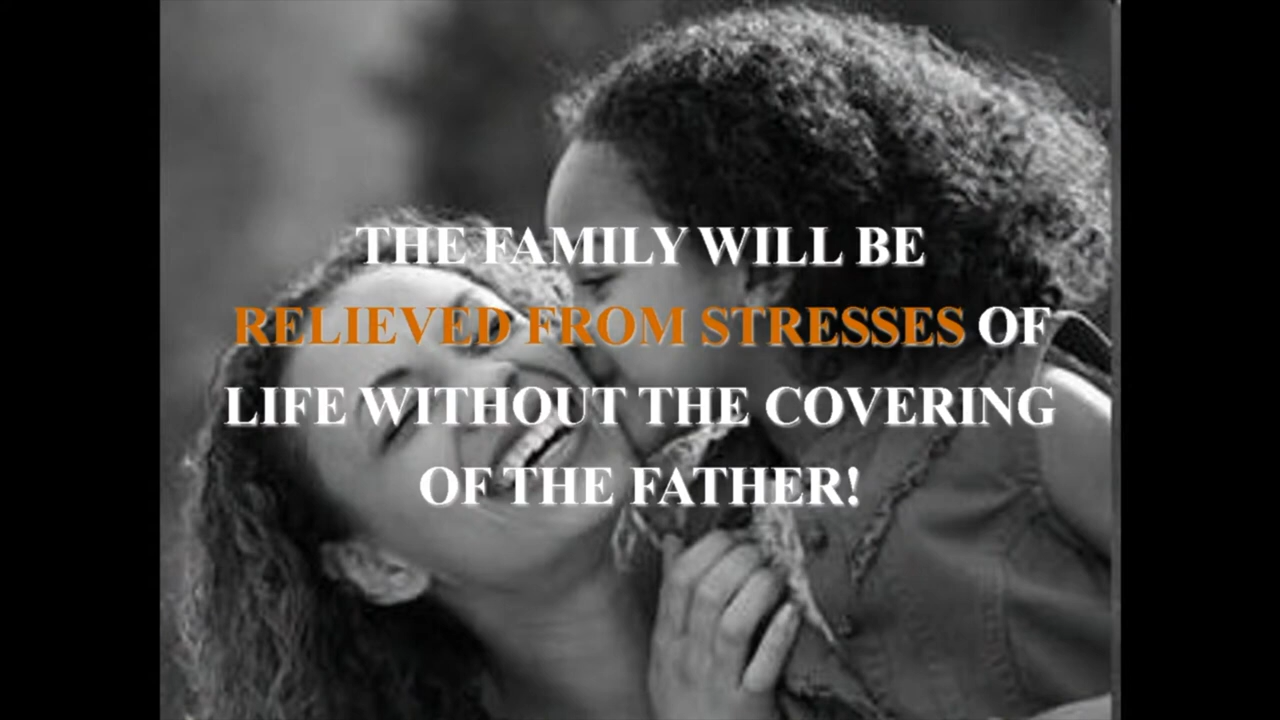 THE FAMILY WILL BE
RELIEVED FROM STRESSES OF
LIFE WITHOUT THE COVERING
OF THE FATHER!